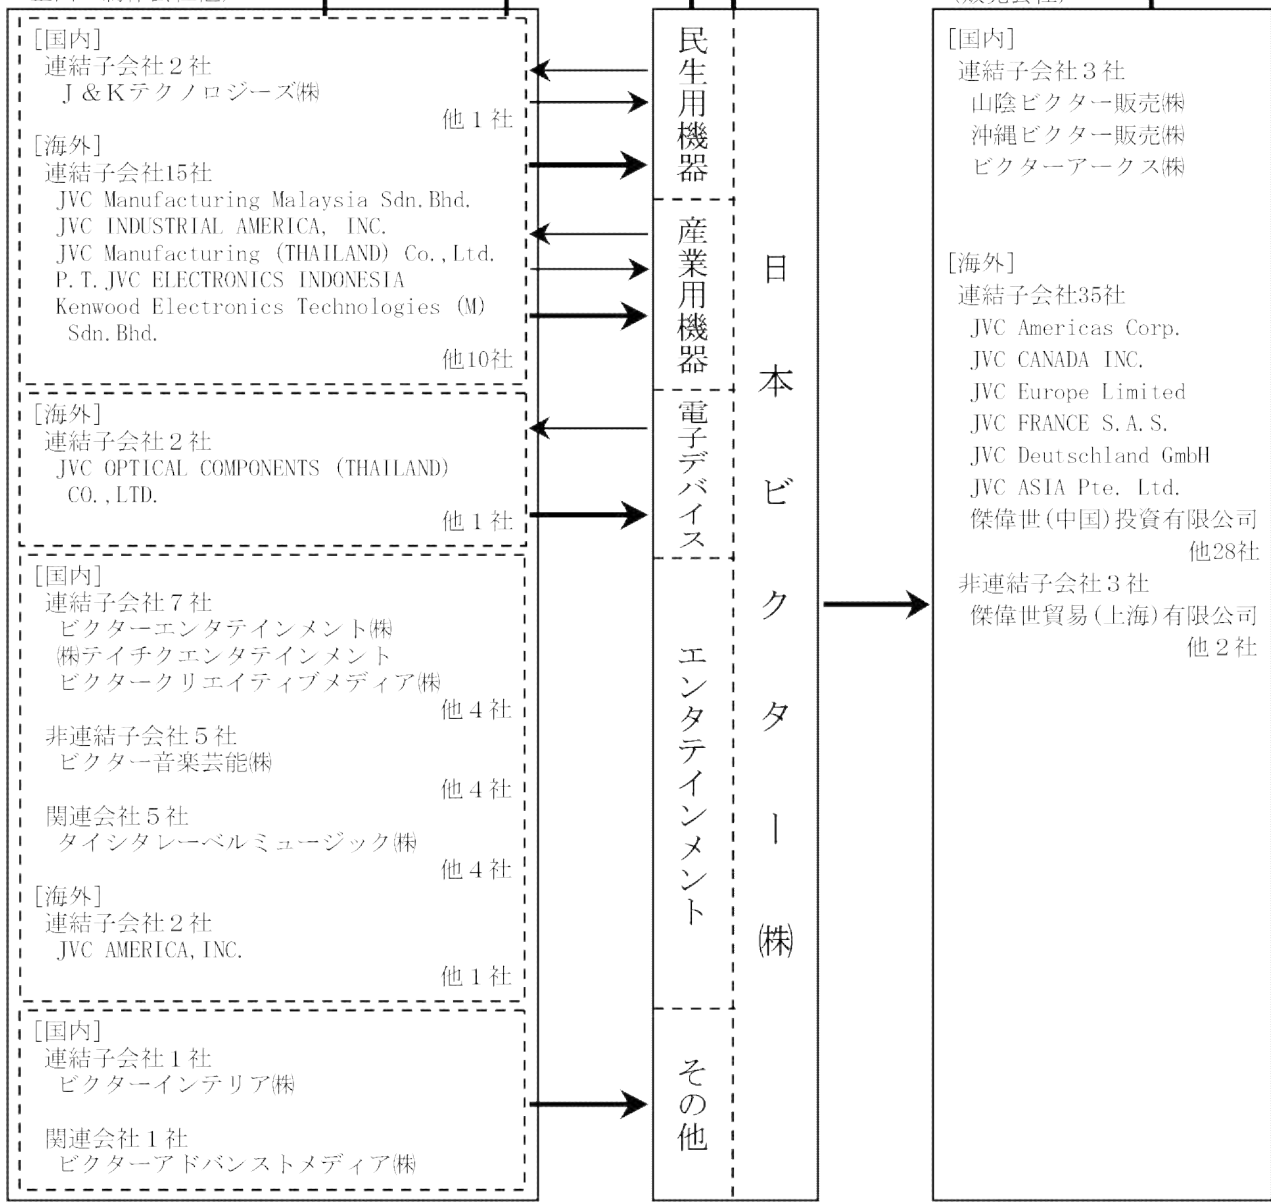 [国内]
連結子会社２社
Ｊ＆Ｋテクノロジーズ㈱
他１社
[海外]
連結子会社15社
JVC Manufacturing Malaysia Sdn.Bhd.
JVC INDUSTRIAL AMERICA, INC.
JVC Manufacturing (THAILAND) Co.,Ltd.
P.T.JVC ELECTRONICS INDONESIA
Kenwood Electronics Technologies (M)
Sdn.Bhd.
他10社
[海外]
連結子会社２社
JVC OPTICAL COMPONENTS (THAILAND)
CO.,LTD.
他１社
[国内]
連結子会社７社
ビクターエンタテインメント㈱
㈱テイチクエンタテインメント
ビクタークリエイティブメディア㈱
他４社
非連結子会社５社
ビクター音楽芸能㈱
他４社
関連会社５社
タイシタレーベルミュージック㈱
他４社
[海外]
連結子会社２社
JVC AMERICA,INC.
他１社
[国内]
連結子会社１社
ビクターインテリア㈱
関連会社１社
ビクターアドバンストメディア㈱
民生用機器
産業用機器
電子デバイス
エンタテインメント
その他
日本ビクター㈱
[国内]
連結子会社３社
山陰ビクター販売㈱
沖縄ビクター販売㈱
ビクターアークス㈱
[海外]
連結子会社35社
JVC Americas Corp.
JVC CANADA INC.
JVC Europe Limited
JVC FRANCE S.A.S.
JVC Deutschland GmbH
JVC ASIA Pte. Ltd.
傑偉世(中国)投資有限公司
他28社
非連結子会社３社
傑偉世貿易(上海)有限公司
他２社